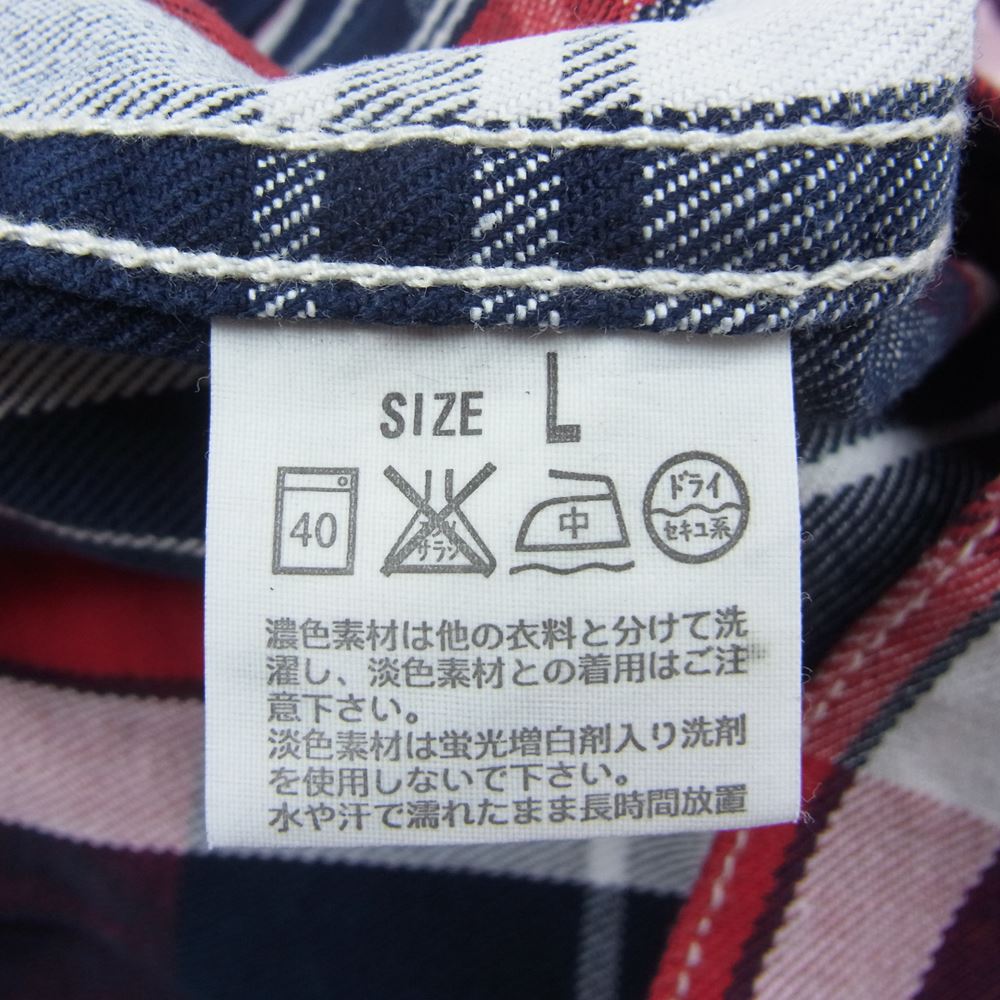 SIZE L
40
サラシ
中
ドライ
セキユ系
濃色素材は他の衣料と分けて洗
濯し、淡色素材との着用はご注
意下さい。
淡色素材は蛍光増白剤入り洗剤
を使用しないで下さい。
水や汗で濡れたまま長時間放置